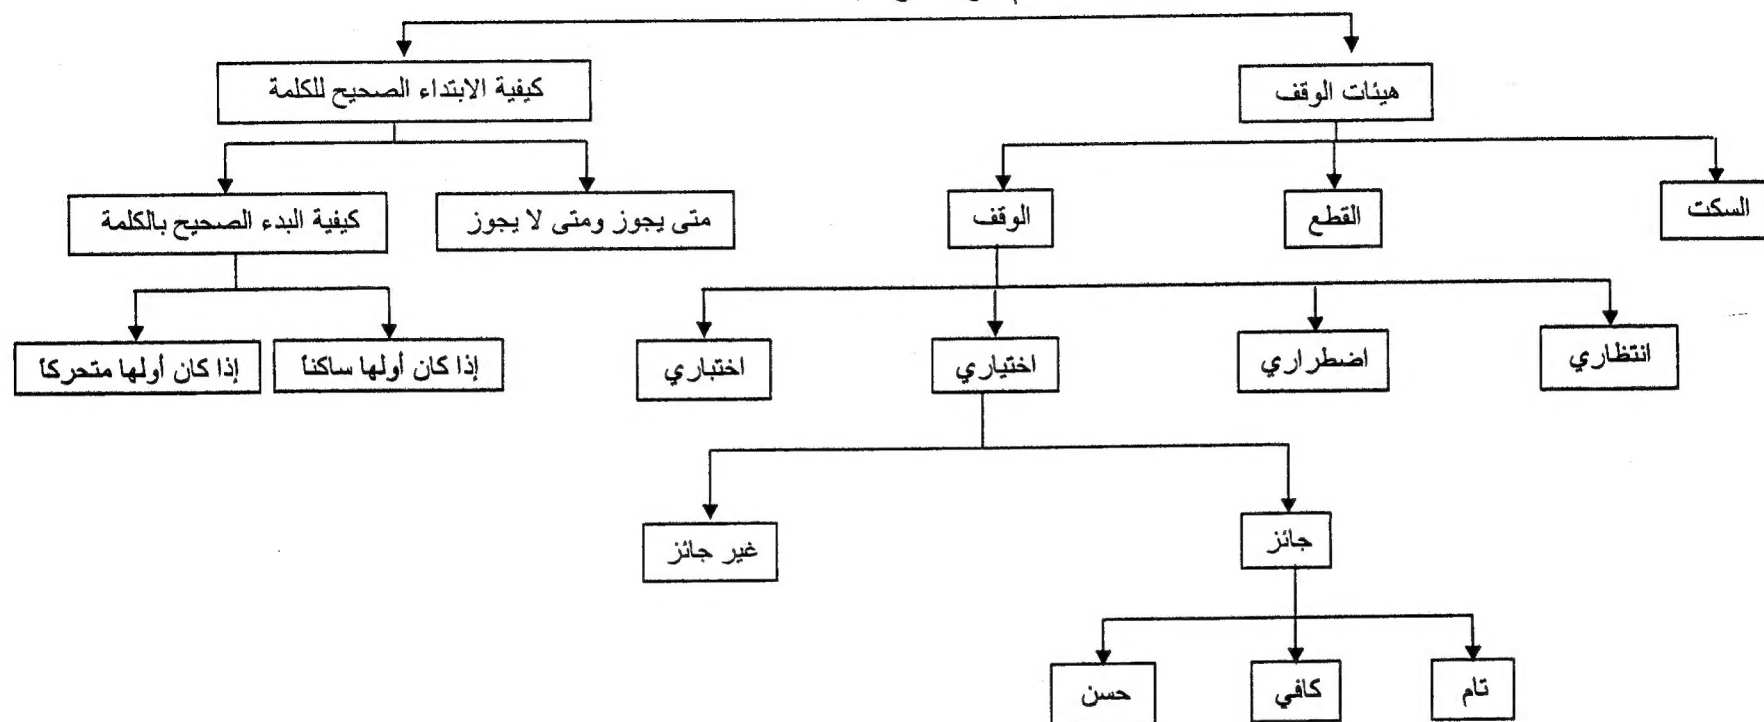 هيئات الوقف
كيفية الابتداء الصحيح للكلمة
السكت
القطع
الوقف
متى يجوز ومتى لا يجوز
كيفية البدء الصحيح بالكلمة
انتظاري
اضطراري
اختياري
اختباري
إذا كان أولها ساكنا
إذا كان أولها متحركا
جائز
غير جائز
تام
كافي
حسن